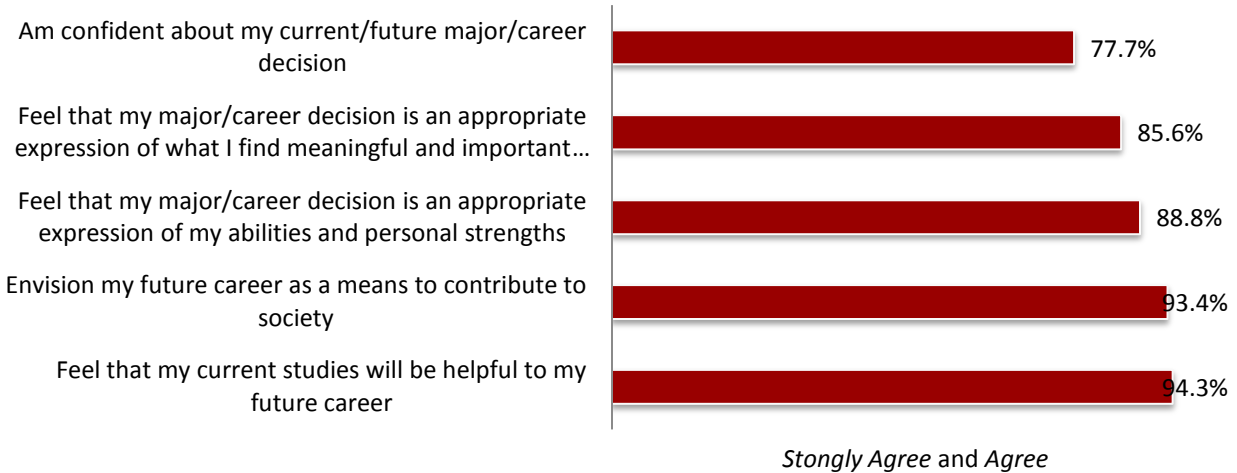 Am confident about my current/future major/career
decision
77.7%
Feel that my major/career decision is an appropriate
expression of what I find meaningful and important…
85.6%
Feel that my major/career decision is an appropriate
expression of my abilities and personal strengths
88.8%
Envision my future career as a means to contribute to
society
93.4%
Feel that my current studies will be helpful to my
future career
94.3%
Stongly Agree and Agree